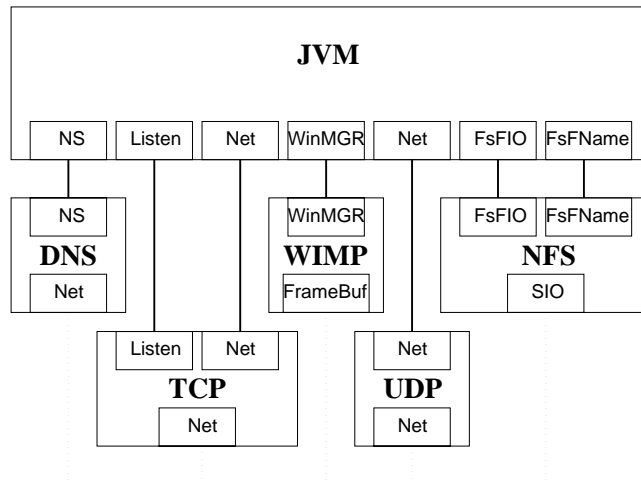 JVM
NS Listen Net WinMGR Net FsFIO FsFName
NS WinMGR FsFIO FsFName
DNS WIMP NFS
Net FrameBuf SIO
Listen Net Net
TCP UDP
Net Net